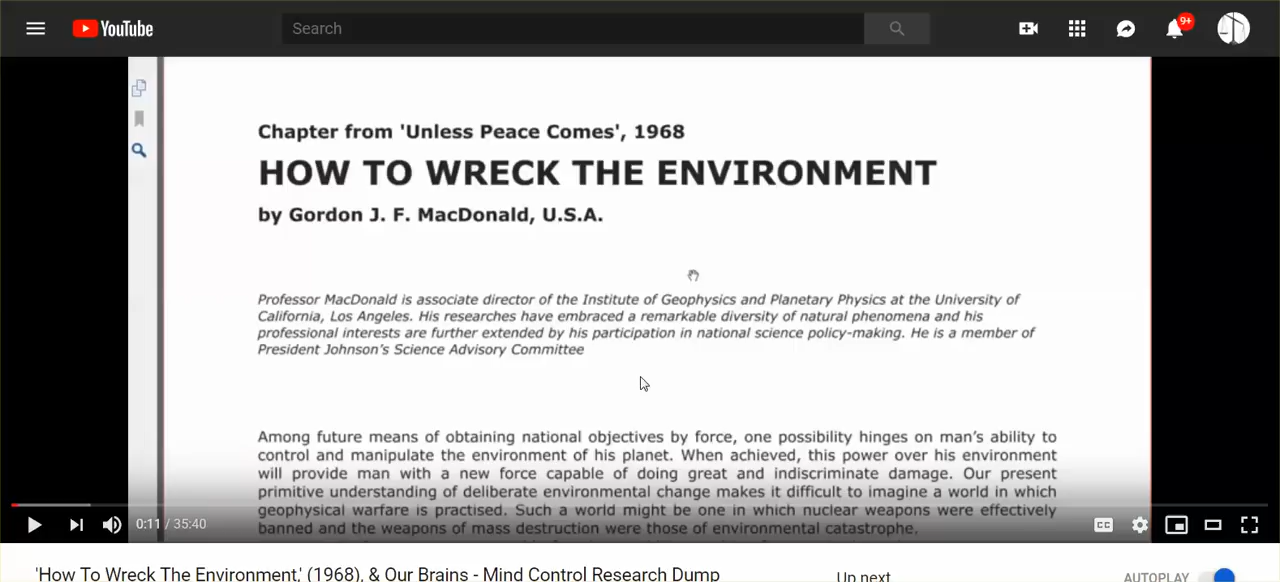 YouTube
Search
9+
Chapter from 'Unless Peace Comes', 1968
HOW TO WRECK THE ENVIRONMENT
by Gordon J. F. MacDonald, U.S.A.
Professor MacDonald is associate director of the Institute of Geophysics and Planetary Physics at the University of
California, Los Angeles. His researches have embraced a remarkable diversity of natural phenomena and his
professional interests are further extended by his participation in national science policy-making. He is a member of
President Johnson's Science Advisory Committee
Among future means of obtaining national objectives by force, one possibility hinges on man's ability to
control and manipulate the environment of his planet. When achieved, this power over his environment
will provide man with a new force capable of doing great and indiscriminate damage. Our present
primitive understanding of deliberate environmental change makes it difficult to imagine a world in which
geophysical warfare is practised. Such a world might be one in which nuclear weapons were effectively
banned and the weapons of mass destruction were those of environmental catastrophe.
0:11 / 35:40
CC
'How To Wreck The Environment,' (1968), & Our Brains - Mind Control Research Dump
Up next
AUTOPLAY